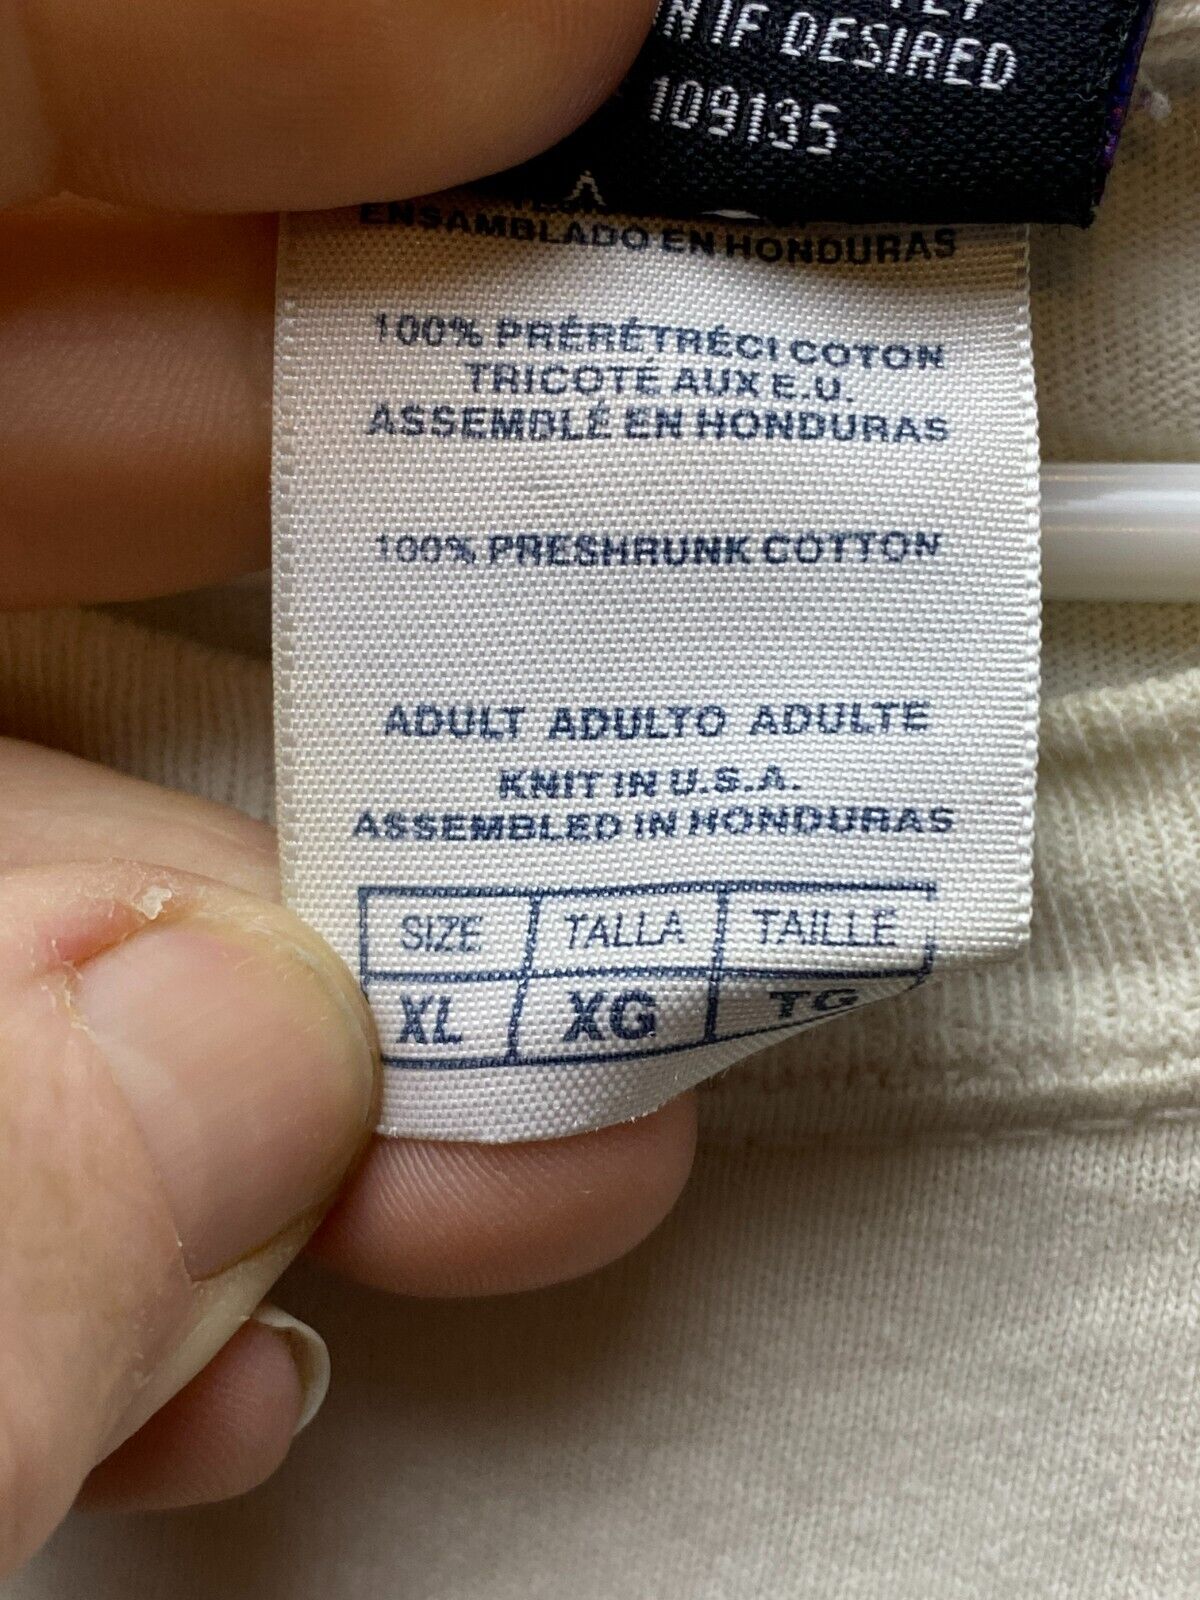 N IF DESIRED
109135
ENSAMBLADO EN HONDURAS
100% PRÉRÉTRÉCI COTON
TRICOTÉ AUX E.U.
ASSEMBLÉ EN HONDURAS
100% PRESHRUNK COTTON
ADULT ADULTO ADULTE
KNIT IN U.S.A.
ASSEMBLED IN HONDURAS
SIZE TALLA TAILLE
XL XG TG